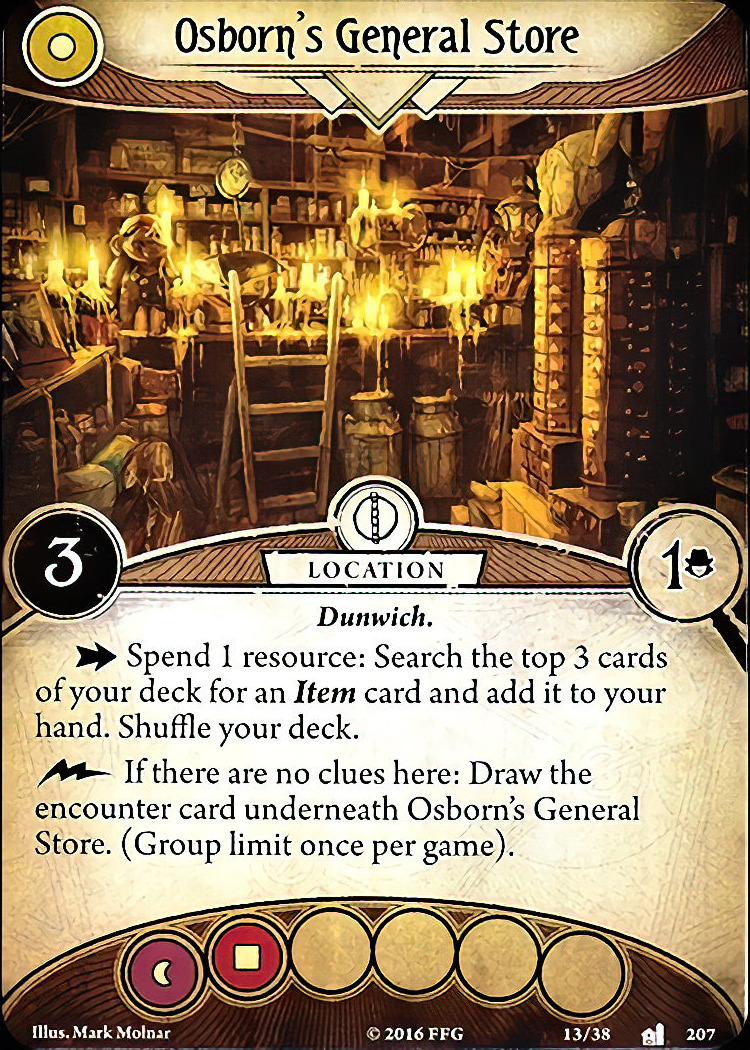 Osborn's General Store
3
1
LOCATION
Dunwich.
Spend 1 resource: Search the top 3 cards
of your deck for an Item card and add it to your
hand. Shuffle your deck.
If there are no clues here: Draw the
encounter card underneath Osborn's General
Store. (Group limit once per game).
Illus. Mark Molnar
© 2016 FFG
13/38
207